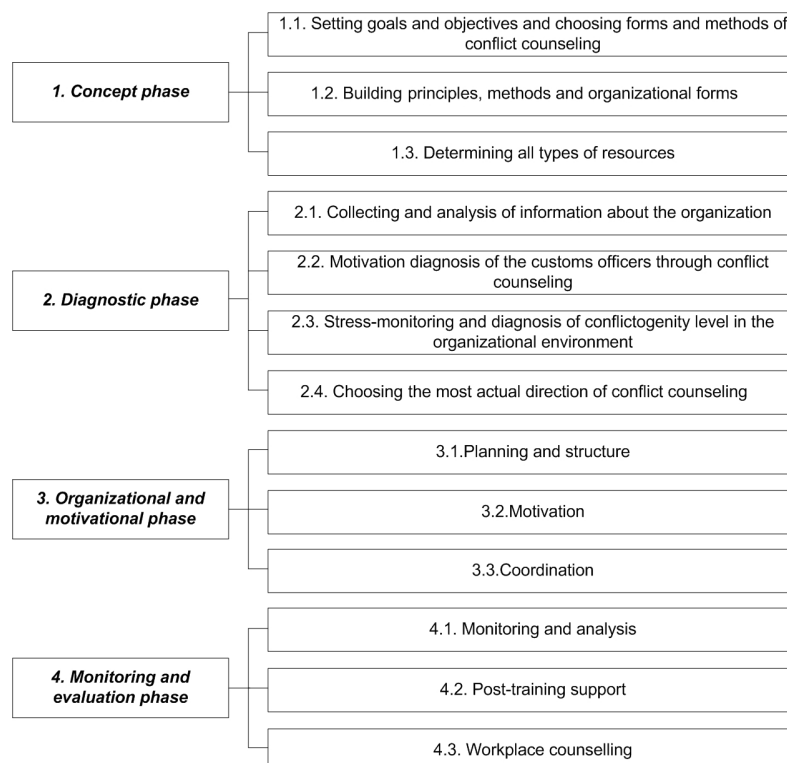 1. Concept phase
1.1. Setting goals and objectives and choosing forms and methods of
conflict counseling
1.2. Building principles, methods and organizational forms
1.3. Determining all types of resources
2. Diagnostic phase
2.1. Collecting and analysis of information about the organization
2.2. Motivation diagnosis of the customs officers through conflict
counseling
2.3. Stress-monitoring and diagnosis of conflictogenity level in the
organizational environment
2.4. Choosing the most actual direction of conflict counseling
3. Organizational and
motivational phase
3.1.Planning and structure
3.2.Motivation
3.3.Coordination
4. Monitoring and
evaluation phase
4.1. Monitoring and analysis
4.2. Post-training support
4.3. Workplace counselling